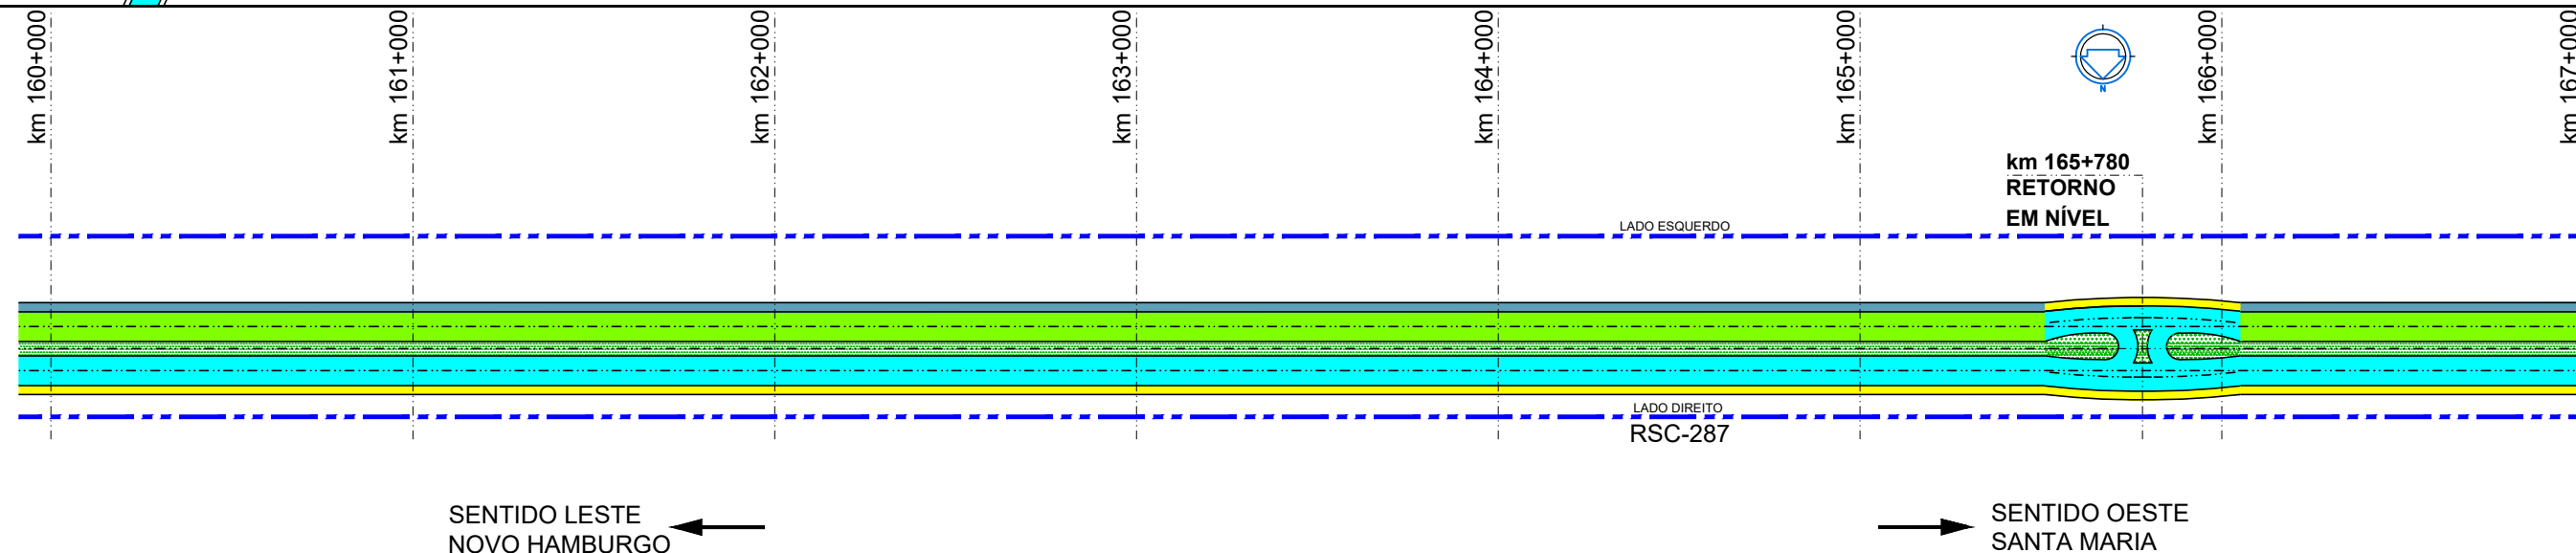 km 160+000
km 161+000
km 162+000
km 163+000
km 164+000
km 165+000
km 166+000
km 167+000
N
km 165+780
RETORNO
EM NÍVEL
LADO ESQUERDO
LADO DIREITO
RSC-287
SENTIDO LESTE
NOVO HAMBURGO
SENTIDO OESTE
SANTA MARIA